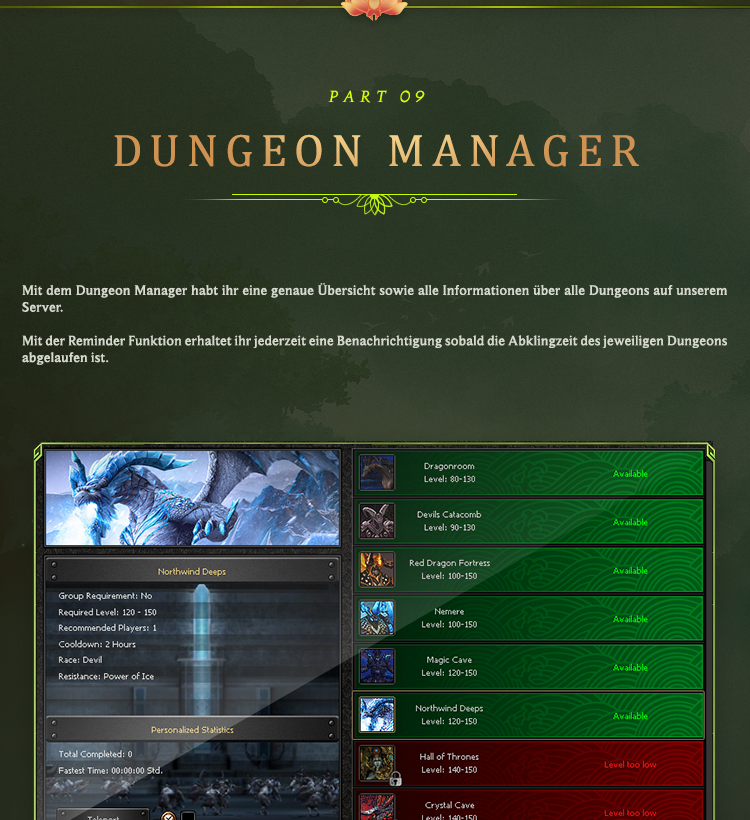 PART 09
DUNGEON MANAGER
Mit dem Dungeon Manager habt ihr eine genaue Übersicht sowie alle Informationen über alle Dungeons auf unserem
Server.
Mit der Reminder Funktion erhaltet ihr jederzeit eine Benachrichtigung sobald die Abklingzeit des jeweiligen Dungeons
abgelaufen ist.
Northwind Deeps
Group Requirement: No
Required Level: 120 - 150
Recommended Players: 1
Cooldown: 2 Hours
Race: Devil
Resistance: Power of Ice
Personalized Statistics
Total Completed: 0
Fastest Time: 00:00:00 Std.
Teleport
Dragonroom
Level: 80-130
Available
Devils Catacomb
Level: 90-130
Available
Red Dragon Fortress
Level: 100-150
Available
Nemere
Level: 100-150
Available
Magic Cave
Level: 120-150
Available
Northwind Deeps
Level: 120-150
Available
Hall of Thrones
Level: 140-150
Level too low
Crystal Cave
Level: 140-150
Level too low